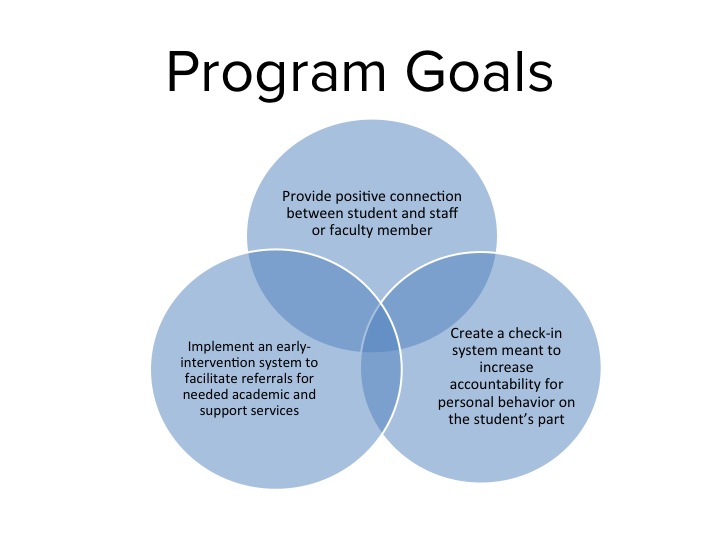 Program Goals
Provide positive connection
between student and staff
or faculty member
Implement an early-
intervention system to
facilitate referrals for
needed academic and
support services
Create a check-in
system meant to
increase
accountability for
personal behavior on
the student’s part